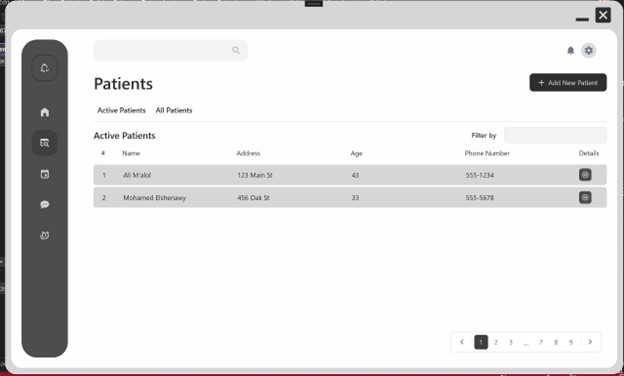 Patients
+ Add New Patient
Active Patients All Patients
Active Patients Filter by
# Name Address Age Phone Number Details
1 Ali M'alol 123 Main St 43 555-1234
2 Mohamed Elshenawy 456 Oak St 33 555-5678
< 1 2 3 ... 7 8 9 >